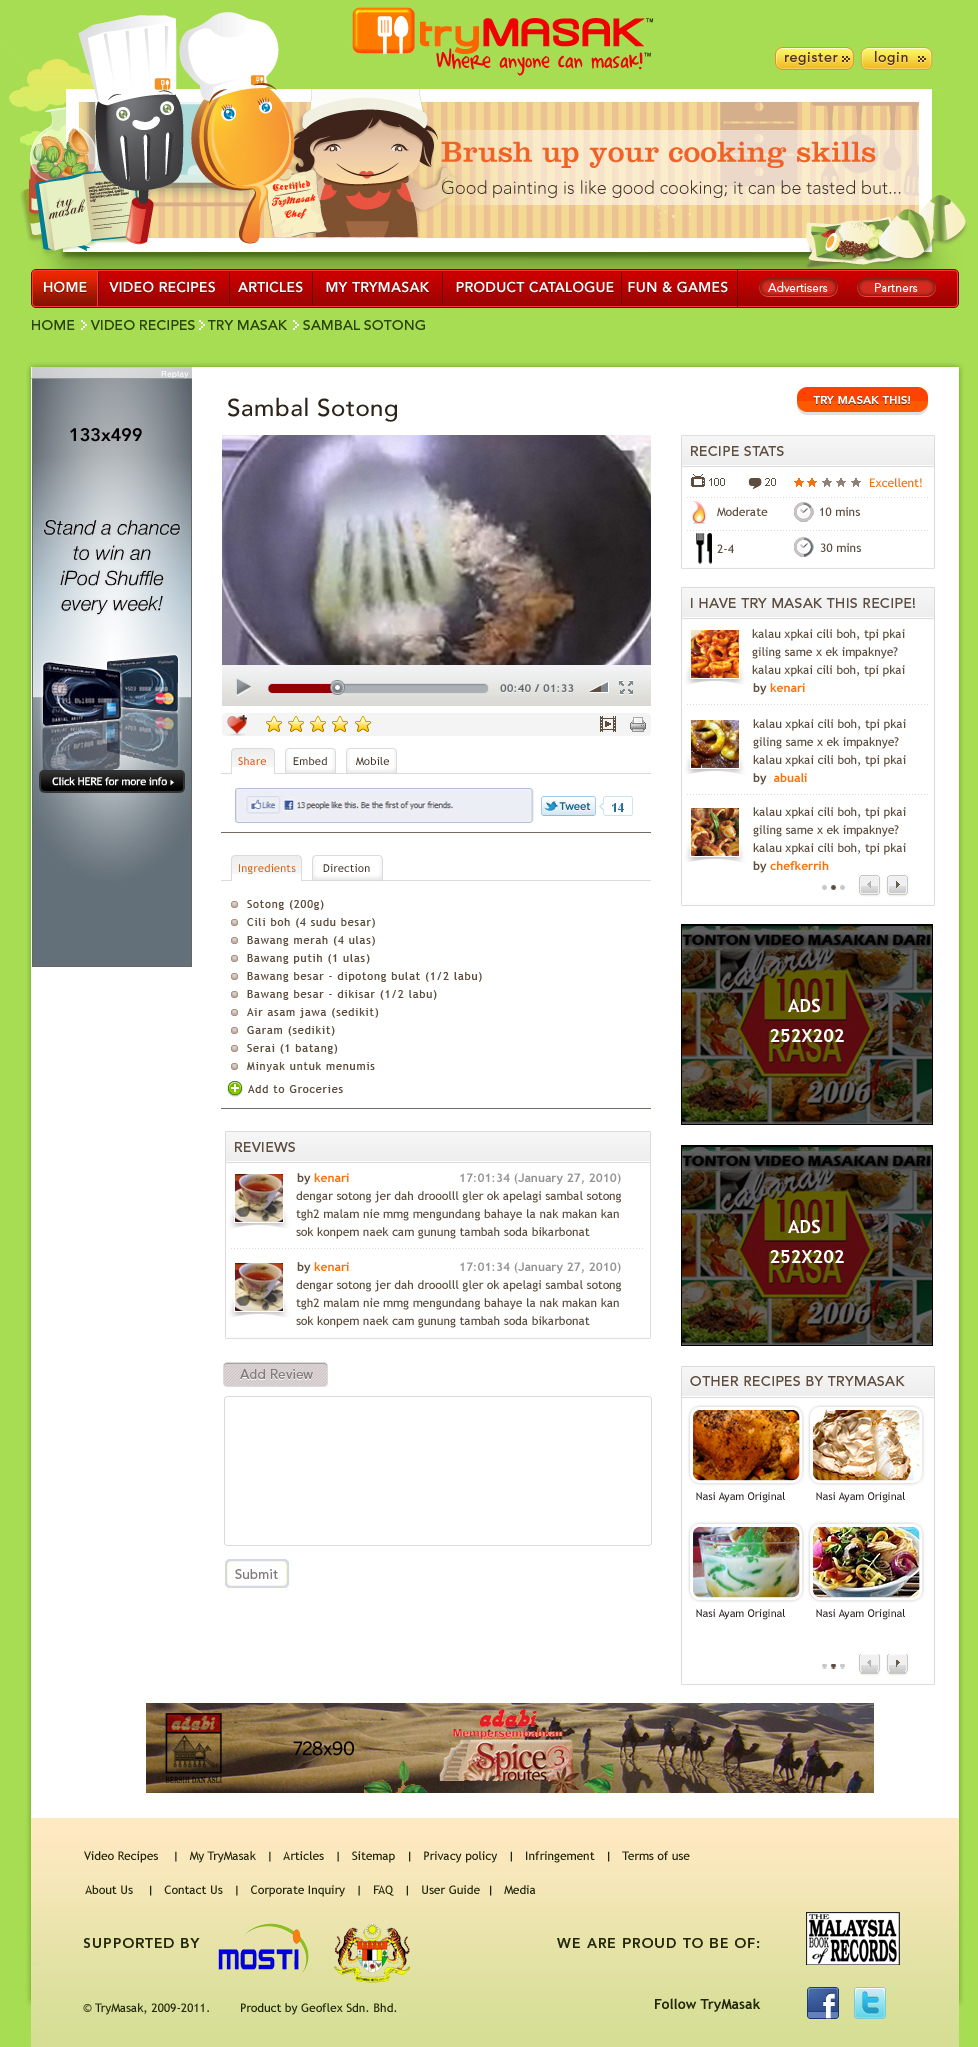 tryMASAK™
Where anyone can masak!™
register
login
Brush up your cooking skills
Good painting is like good cooking; it can be tasted but...
try masak
Certified
TryMasak
Chef
HOME
VIDEO RECIPES
ARTICLES
MY TRYMASAK
PRODUCT CATALOGUE
FUN & GAMES
Advertisers
Partners
HOME VIDEO RECIPES TRY MASAK SAMBAL SOTONG
Replay
133x499
Stand a chance
to win an
iPod Shuffle
every week!
Click HERE for more info
Sambal Sotong
TRY MASAK THIS!
00:40 / 01:33
Share
Embed
Mobile
Like
13 people like this. Be the first of your friends.
Tweet
14
Ingredients
Direction
Sotong (200g)
Cili boh (4 sudu besar)
Bawang merah (4 ulas)
Bawang putih (1 ulas)
Bawang besar - dipotong bulat (1/2 labu)
Bawang besar - dikisar (1/2 labu)
Air asam jawa (sedikit)
Garam (sedikit)
Serai (1 batang)
Minyak untuk menumis
Add to Groceries
REVIEWS
by kenari 17:01:34 (January 27, 2010)
dengar sotong jer dah drooolll gler ok apelagi sambal sotong
tgh2 malam nie mmg mengundang bahaye la nak makan kan
sok konpem naek cam gunung tambah soda bikarbonat
by kenari 17:01:34 (January 27, 2010)
dengar sotong jer dah drooolll gler ok apelagi sambal sotong
tgh2 malam nie mmg mengundang bahaye la nak makan kan
sok konpem naek cam gunung tambah soda bikarbonat
Add Review
Submit
RECIPE STATS
100
20
Excellent!
Moderate
10 mins
2-4
30 mins
I HAVE TRY MASAK THIS RECIPE!
kalau xpkai cili boh, tpi pkai
giling same x ek impaknye?
kalau xpkai cili boh, tpi pkai
by kenari
kalau xpkai cili boh, tpi pkai
giling same x ek impaknye?
kalau xpkai cili boh, tpi pkai
by abuali
kalau xpkai cili boh, tpi pkai
giling same x ek impaknye?
kalau xpkai cili boh, tpi pkai
by chefkerrih
TONTON VIDEO MASAKAN DARI
cabaran
1001
RASA
2006
ADS
252X202
TONTON VIDEO MASAKAN DARI
cabaran
1001
RASA
2006
ADS
252X202
OTHER RECIPES BY TRYMASAK
Nasi Ayam Original
Nasi Ayam Original
Nasi Ayam Original
Nasi Ayam Original
adabi
BERSIH DAN ASLI
728x90
adabi
Mempersembahkan
Spice
routes
3
Video Recipes | My TryMasak | Articles | Sitemap | Privacy policy | Infringement | Terms of use
About Us | Contact Us | Corporate Inquiry | FAQ | User Guide | Media
SUPPORTED BY
MOSTI
WE ARE PROUD TO BE OF:
THE
MALAYSIA
BOOK of RECORDS
© TryMasak, 2009-2011.
Product by Geoflex Sdn. Bhd.
Follow TryMasak